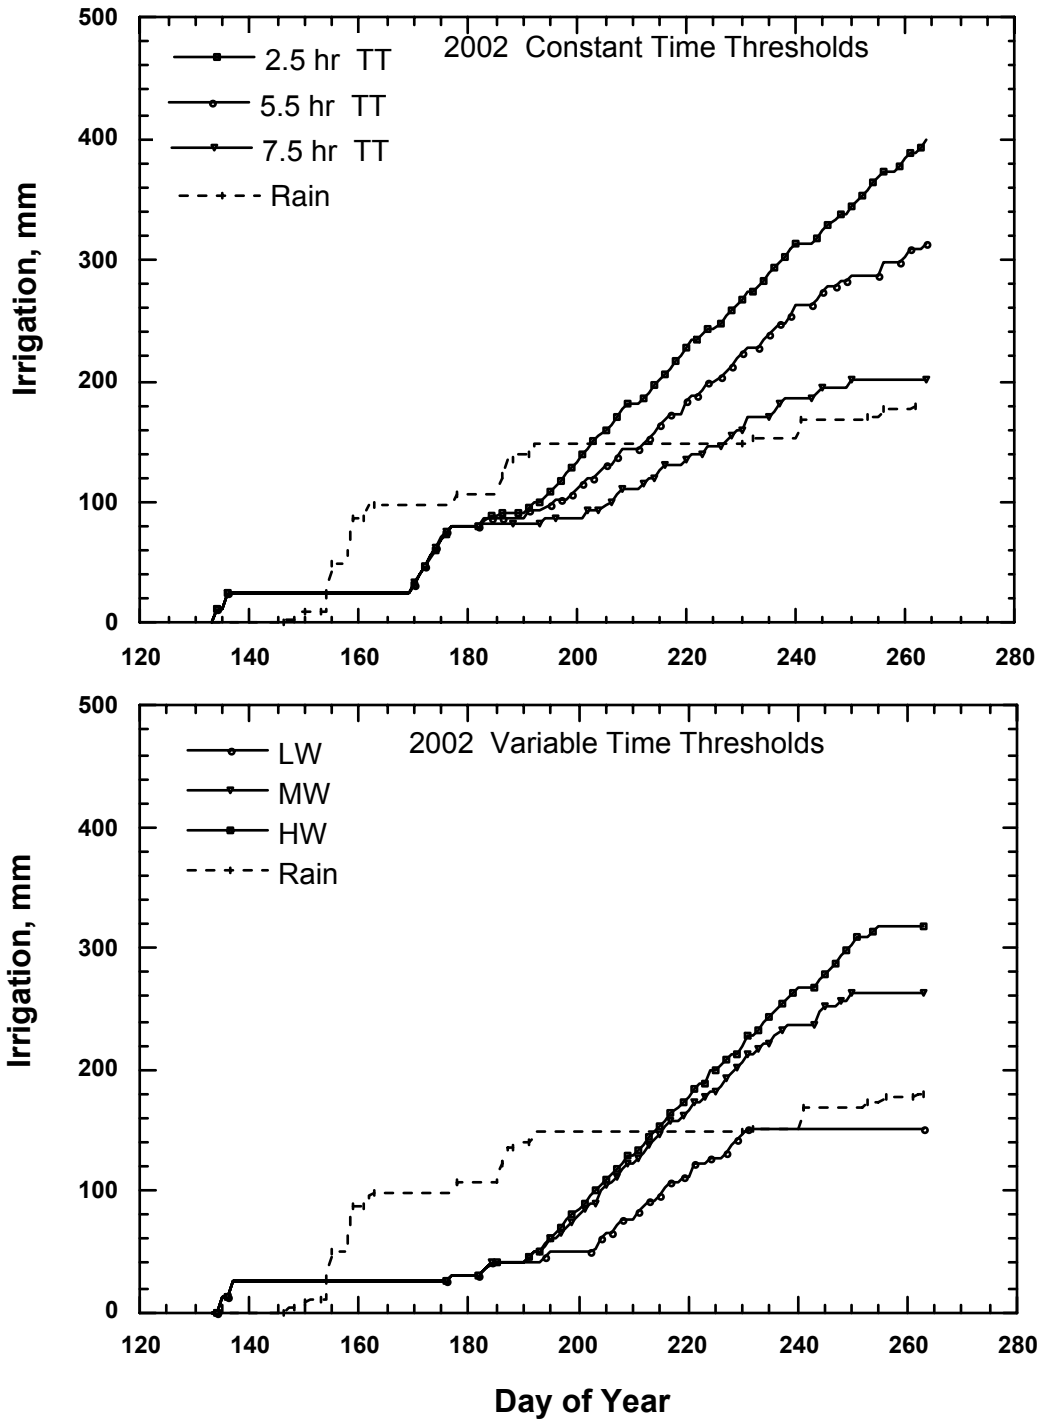 500
400
300
200
100
0
Irrigation, mm
2002 Constant Time Thresholds
2.5 hr TT
5.5 hr TT
7.5 hr TT
Rain
120 140 160 180 200 220 240 260 280
500
400
300
200
100
0
Irrigation, mm
2002 Variable Time Thresholds
LW
MW
HW
Rain
120 140 160 180 200 220 240 260 280
Day of Year